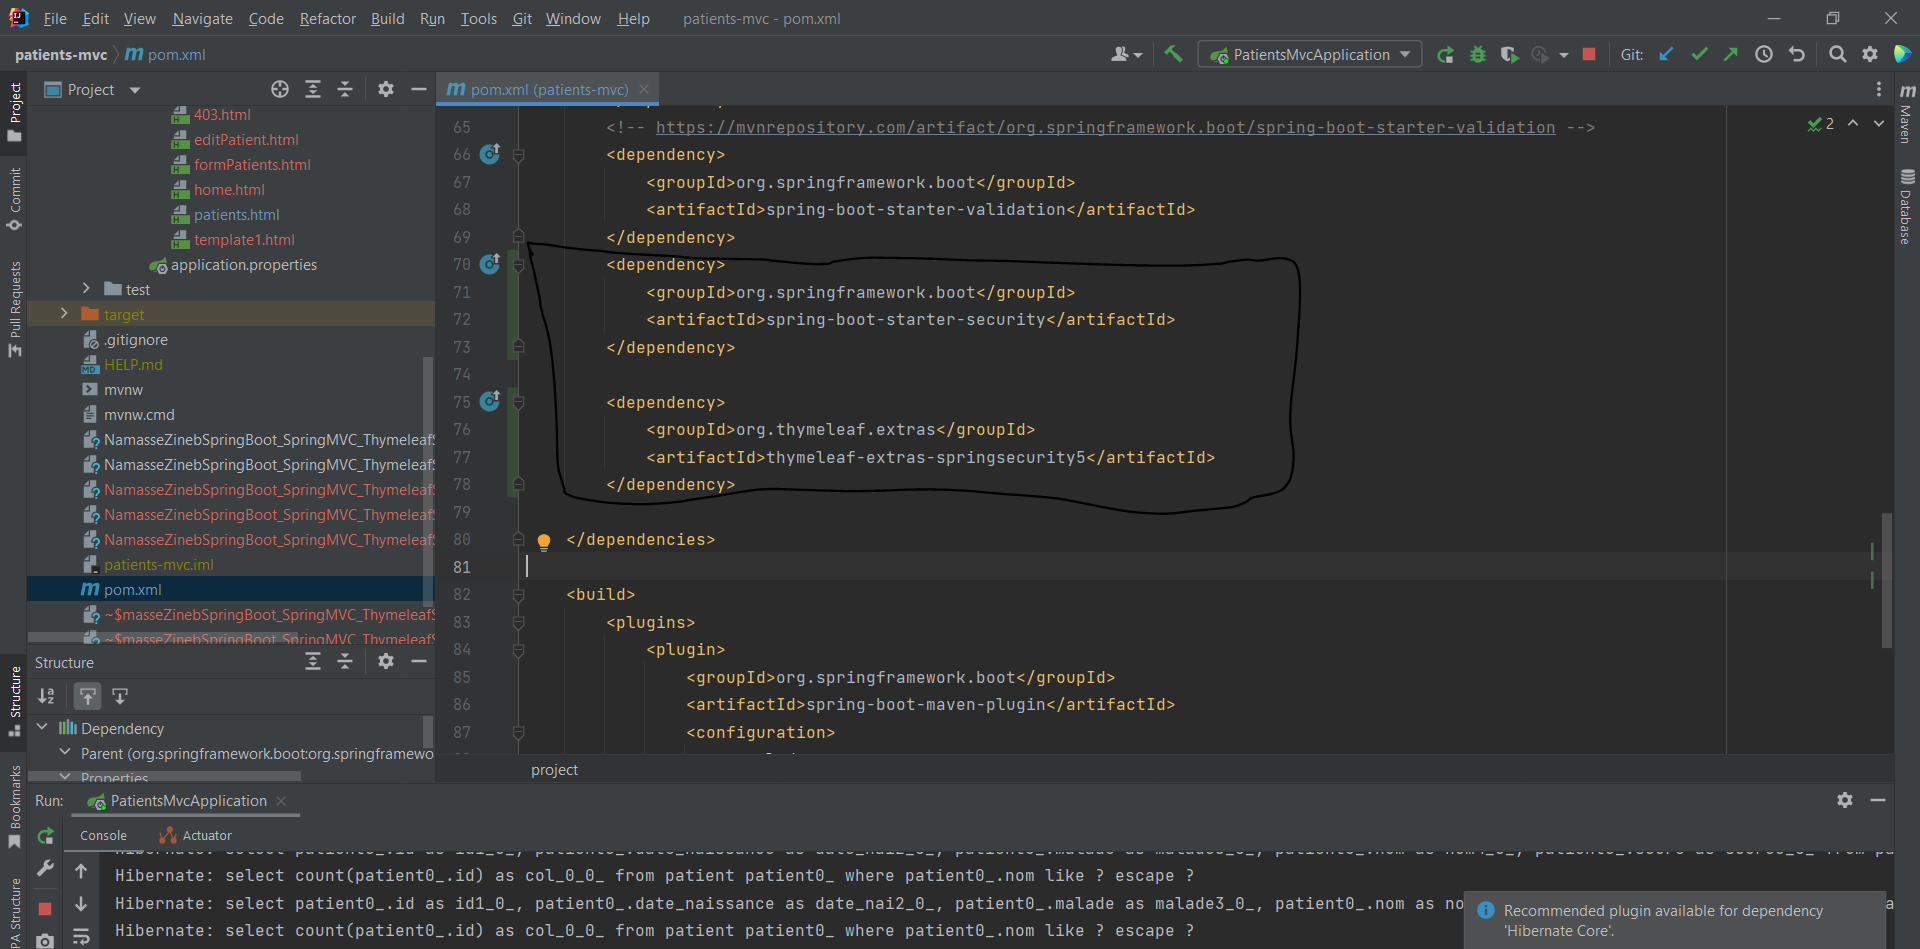 File Edit View Navigate Code Refactor Build Run Tools Git Window Help patients-mvc - pom.xml
patients-mvc pom.xml PatientsMvcApplication Git:
Project
pom.xml (patients-mvc)
Project
Commit
Pull Requests
Structure
Bookmarks
403.html
editPatient.html
formPatients.html
home.html
patients.html
template1.html
application.properties
test
target
.gitignore
HELP.md
mvnw
mvnw.cmd
NamasseZinebSpringBoot_SpringMVC_Thymeleaf
NamasseZinebSpringBoot_SpringMVC_Thymeleaf
NamasseZinebSpringBoot_SpringMVC_Thymeleaf
NamasseZinebSpringBoot_SpringMVC_Thymeleaf
NamasseZinebSpringBoot_SpringMVC_Thymeleaf
patients-mvc.iml
pom.xml
~$masseZinebSpringBoot_SpringMVC_Thymeleaf
~$masseZinebSpringBoot_SpringMVC_Thymeleaf
Structure
Dependency
Parent (org.springframework.boot:org.springframewo
Properties
65 <!-- https://mvnrepository.com/artifact/org.springframework.boot/spring-boot-starter-validation -->
66 <dependency>
67 <groupId>org.springframework.boot</groupId>
68 <artifactId>spring-boot-starter-validation</artifactId>
69 </dependency>
70 <dependency>
71 <groupId>org.springframework.boot</groupId>
72 <artifactId>spring-boot-starter-security</artifactId>
73 </dependency>
74
75 <dependency>
76 <groupId>org.thymeleaf.extras</groupId>
77 <artifactId>thymeleaf-extras-springsecurity5</artifactId>
78 </dependency>
79
80 </dependencies>
81
82 <build>
83 <plugins>
84 <plugin>
85 <groupId>org.springframework.boot</groupId>
86 <artifactId>spring-boot-maven-plugin</artifactId>
87 <configuration>
2
Maven
Database
project
Run: PatientsMvcApplication
Console Actuator
Hibernate: select count(patient0_.id) as col_0_0_ from patient patient0_ where patient0_.nom like ? escape ?
Hibernate: select patient0_.id as id1_0_, patient0_.date_naissance as date_nai2_0_, patient0_.malade as malade3_0_, patient0_.nom as no
Hibernate: select count(patient0_.id) as col_0_0_ from patient patient0_ where patient0_.nom like ? escape ?
Recommended plugin available for dependency
'Hibernate Core'.